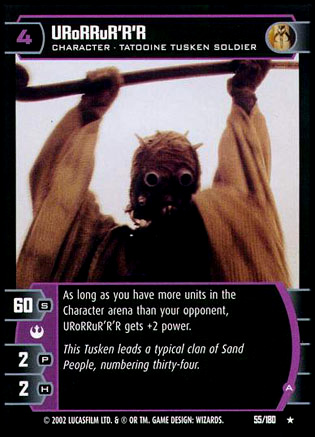 4 URoRRuR'R'R
CHARACTER - TATOOINE TUSKEN SOLDIER
60 S
As long as you have more units in the
Character arena than your opponent,
URoRRuR'R'R gets +2 power.
2 P
This Tusken leads a typical clan of Sand
People, numbering thirty-four.
2 H
A
© 2002 LUCASFILM LTD. & ® OR TM. GAME DESIGN: WIZARDS. 55/180 ★